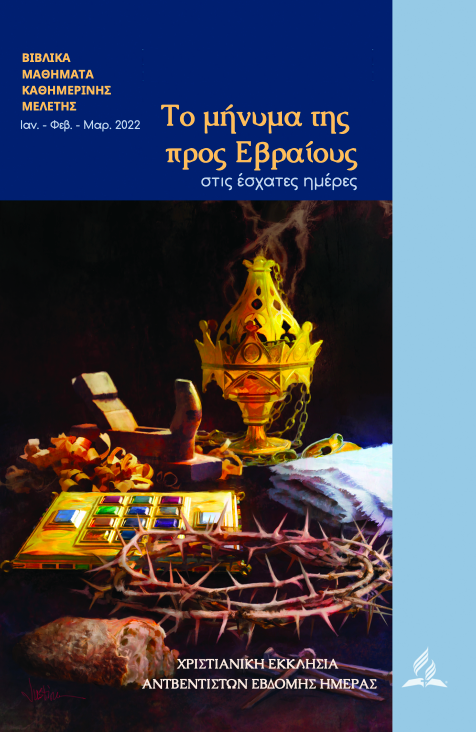 ΒΙΒΛΙΚΑ
ΜΑΘΗΜΑΤΑ
ΚΑΘΗΜΕΡΙΝΗΣ
ΜΕΛΕΤΗΣ
Ιαν. - Φεβ. - Μαρ. 2022
Το μήνυμα της
προς Εβραίους
στις έσχατες ημέρες
ΧΡΙΣΤΙΑΝΙΚΗ ΕΚΚΛΗΣΙΑ
ΑΝΤΒΕΝΤΙΣΤΩΝ ΕΒΔΟΜΗΣ ΗΜΕΡΑΣ